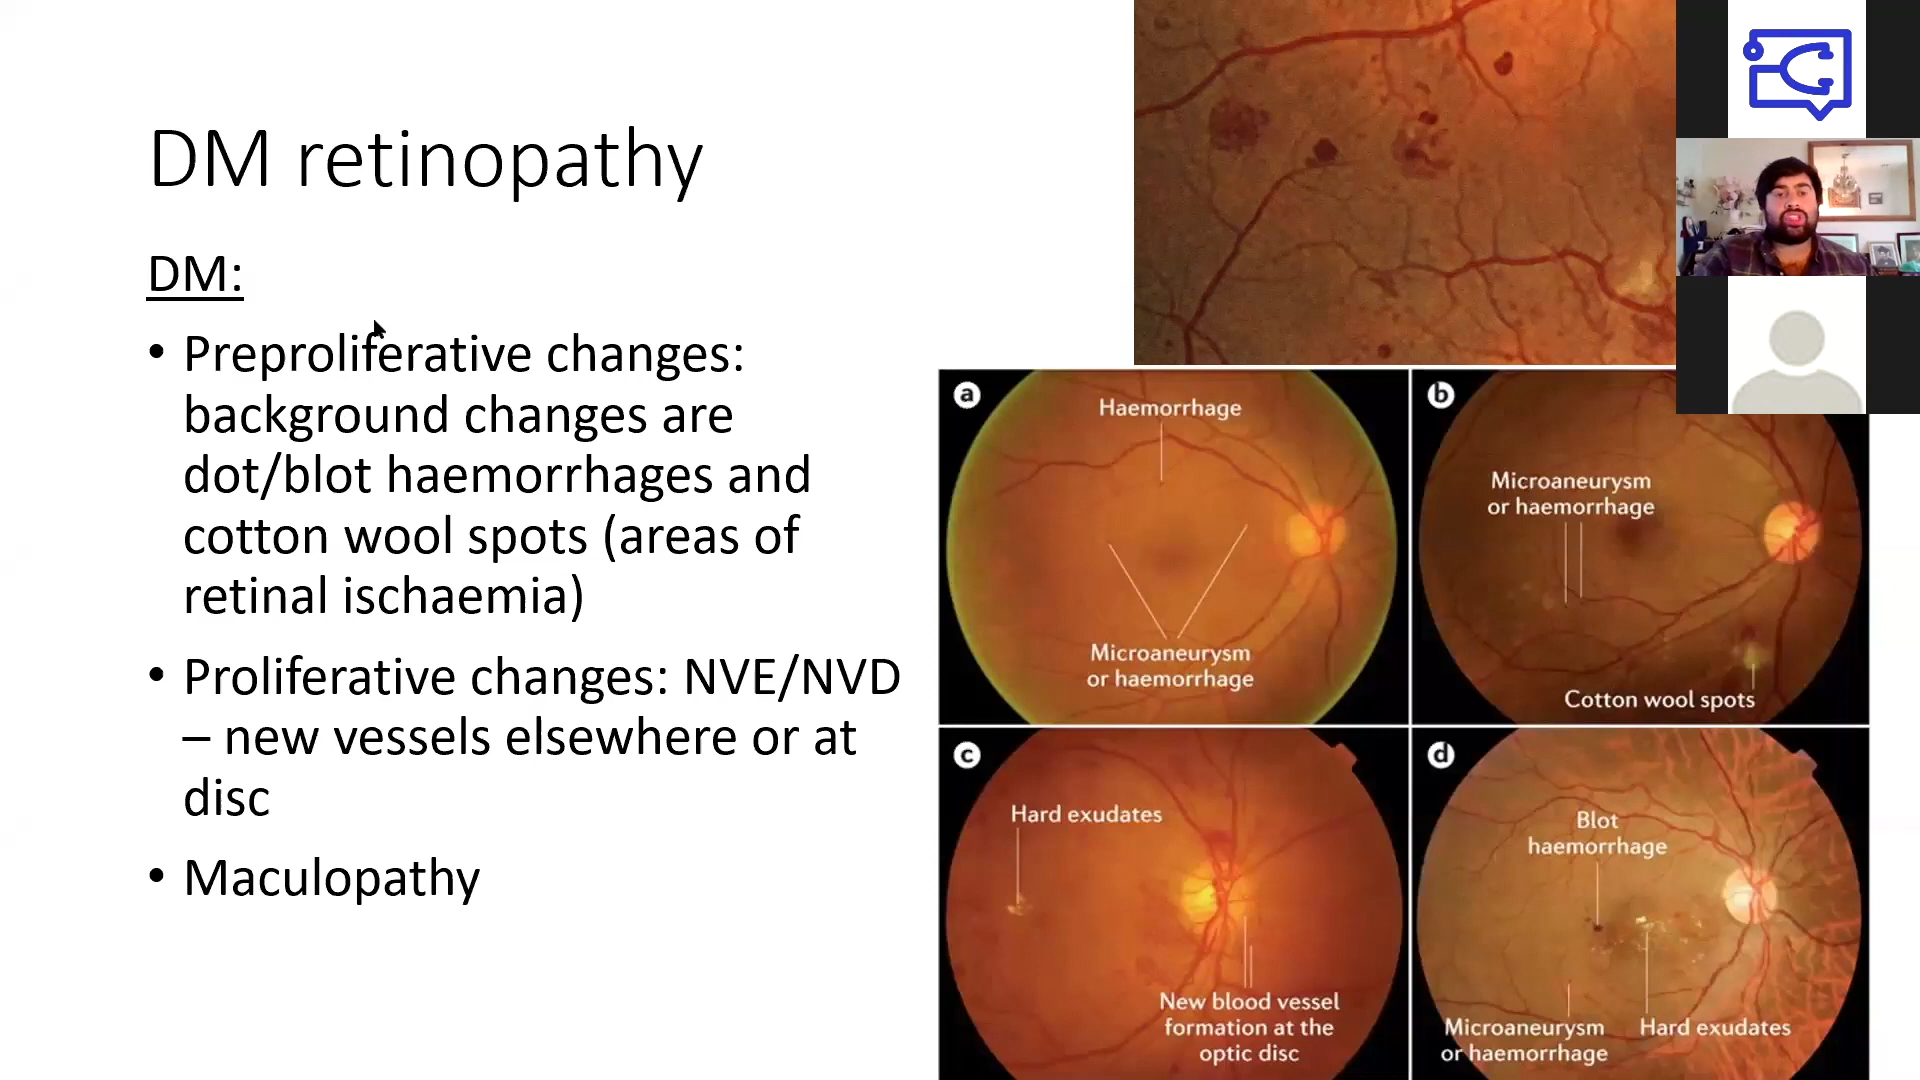 DM retinopathy
DM:
• Preproliferative changes:
background changes are
dot/blot haemorrhages and
cotton wool spots (areas of
retinal ischaemia)
• Proliferative changes: NVE/NVD
– new vessels elsewhere or at
disc
• Maculopathy
a
Haemorrhage
Microaneurysm
or haemorrhage
b
Microaneurysm
or haemorrhage
Cotton wool spots
c
Hard exudates
New blood vessel
formation at the
optic disc
d
Blot
haemorrhage
Microaneurysm
or haemorrhage
Hard exudates